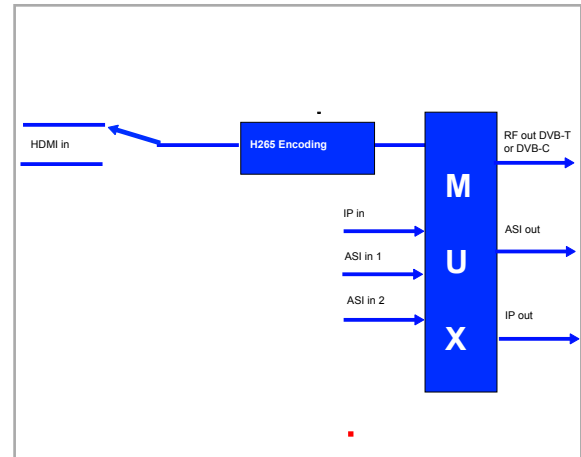 HDMI in
H265 Encoding
RF out DVB-T
or DVB-C
M
U
X
IP in
ASI in 1
ASI in 2
ASI out
IP out